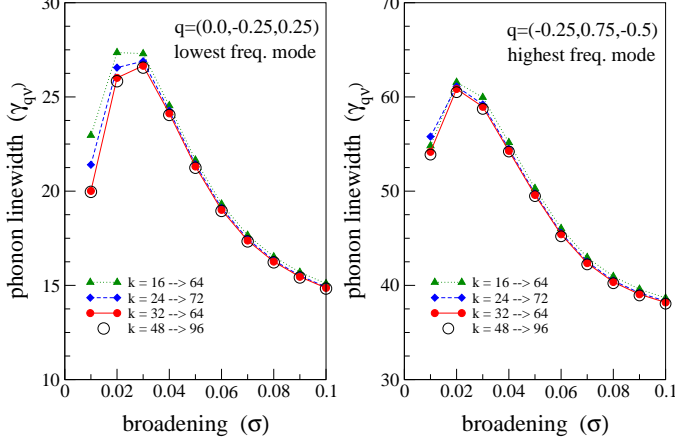 q=(0.0,-0.25,0.25)
lowest freq. mode
phonon linewidth (γqν)
30
25
20
15
10
k = 16 --> 64
k = 24 --> 72
k = 32 --> 64
k = 48 --> 96
0 0.02 0.04 0.06 0.08 0.1
broadening (σ)
q=(-0.25,0.75,-0.5)
highest freq. mode
phonon linewidth (γqν)
70
60
50
40
30
k = 16 --> 64
k = 24 --> 72
k = 32 --> 64
k = 48 --> 96
0 0.02 0.04 0.06 0.08 0.1
broadening (σ)